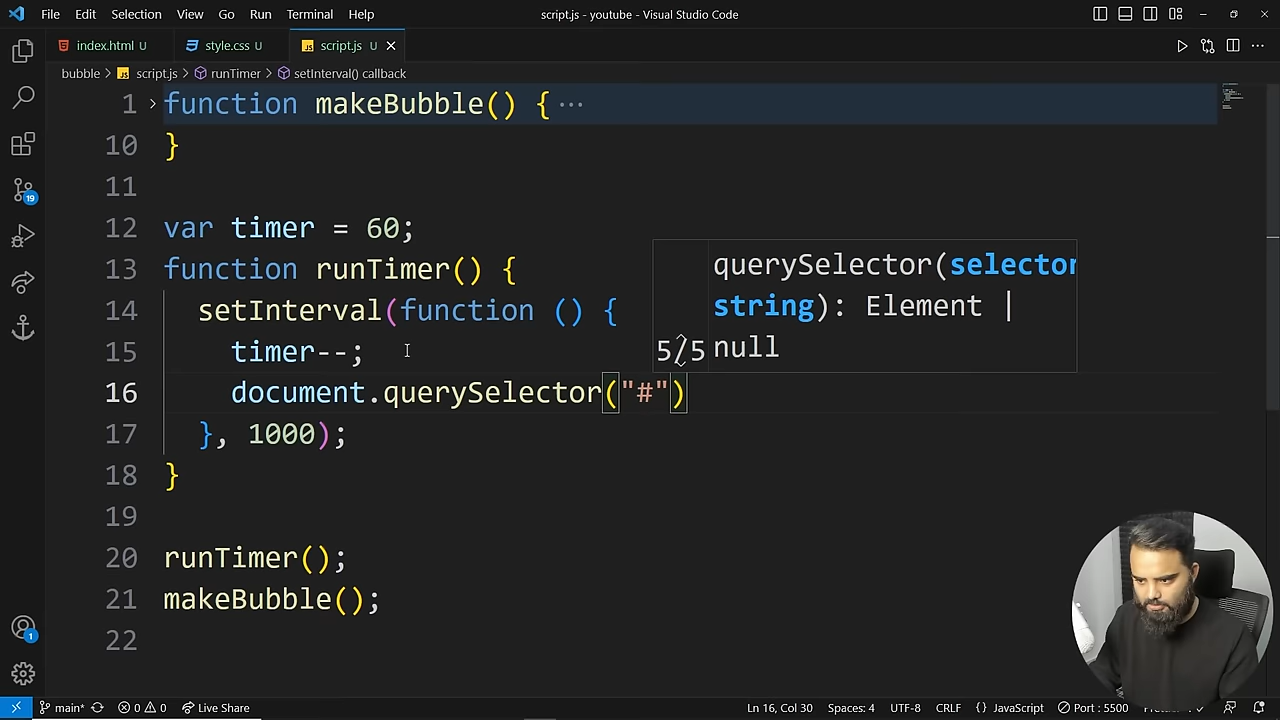 File Edit Selection View Go Run Terminal Help script.js - youtube - Visual Studio Code
index.html U style.css U JS script.js U
bubble > JS script.js > runTimer > setInterval() callback
1 function makeBubble() { ···
10 }
11
12 var timer = 60;
13 function runTimer() {
14 setInterval(function () {
15 timer--;
16 document.querySelector("#")
17 }, 1000);
18 }
19
20 runTimer();
21 makeBubble();
22
querySelector(selector
string): Element |
5/5 null
19
1
main* 0 0 Live Share Ln 16, Col 30 Spaces: 4 UTF-8 CRLF {} JavaScript Port : 5500